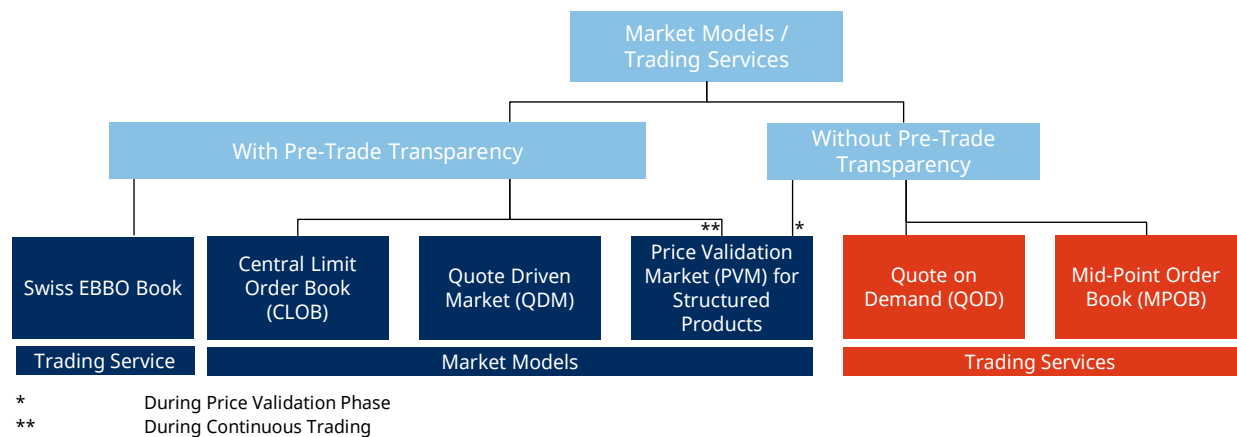 Market Models /
Trading Services
With Pre-Trade Transparency
Without Pre-Trade
Transparency
**
*
Swiss EBBO Book
Central Limit
Order Book
(CLOB)
Quote Driven
Market (QDM)
Price Validation
Market (PVM) for
Structured
Products
Quote on
Demand (QOD)
Mid-Point Order
Book (MPOB)
Trading Service
Market Models
Trading Services
* During Price Validation Phase
** During Continuous Trading